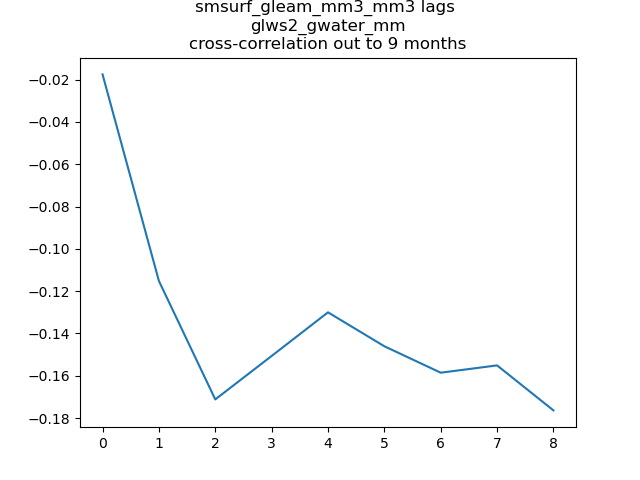 smsurf_gleam_mm3_mm3 lags
glws2_gwater_mm
cross-correlation out to 9 months
−0.02
−0.04
−0.06
−0.08
−0.10
−0.12
−0.14
−0.16
−0.18
0 1 2 3 4 5 6 7 8